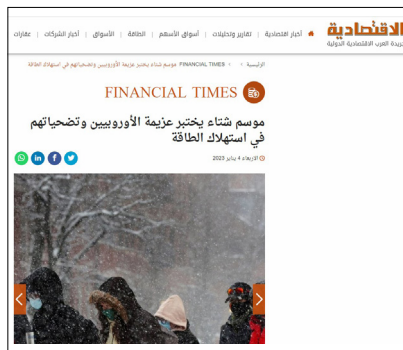 الاقتصادية
جريدة العرب الاقتصادية الدولية
أخبار اقتصادية | تقارير وتحليلات | أسواق الأسهم | الطاقة | الأسواق | أخبار الشركات | عقارات
الرئيسية › FINANCIAL TIMES › موسم شتاء يختبر عزيمة الأوروبيين وتضحياتهم في استهلاك الطاقة
FINANCIAL TIMES
موسم شتاء يختبر عزيمة الأوروبيين وتضحياتهم
في استهلاك الطاقة
الاربعاء 4 يناير 2023